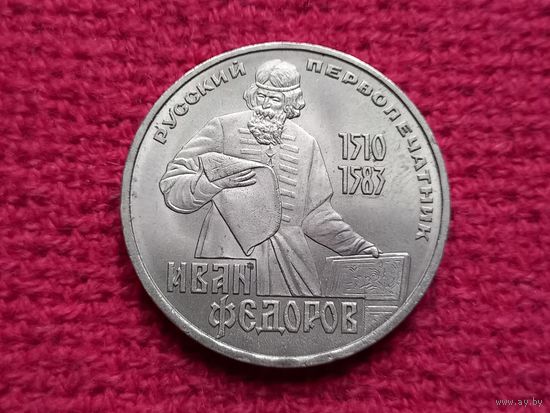 РУССКИЙ ПЕРВОПЕЧАТНИК
1510
1583
ИВАН
ФЕДОРОВ
www.ay.by